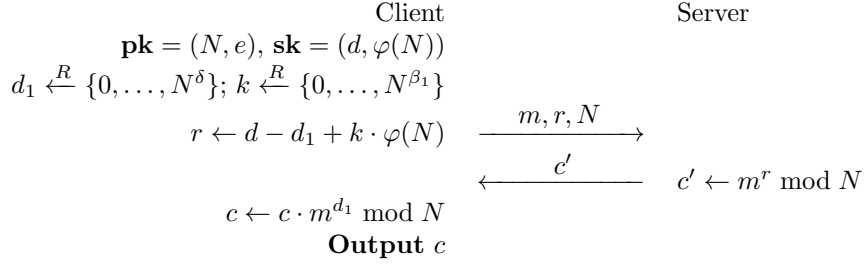 Client Server
pk = (N, e), sk = (d, φ(N))
d₁ ←ᴿ {0, …, N^δ}; k ←ᴿ {0, …, N^{β₁}}
r ← d − d₁ + k · φ(N) m, r, N
c′ c′ ← m^r mod N
c ← c · m^{d₁} mod N
Output c